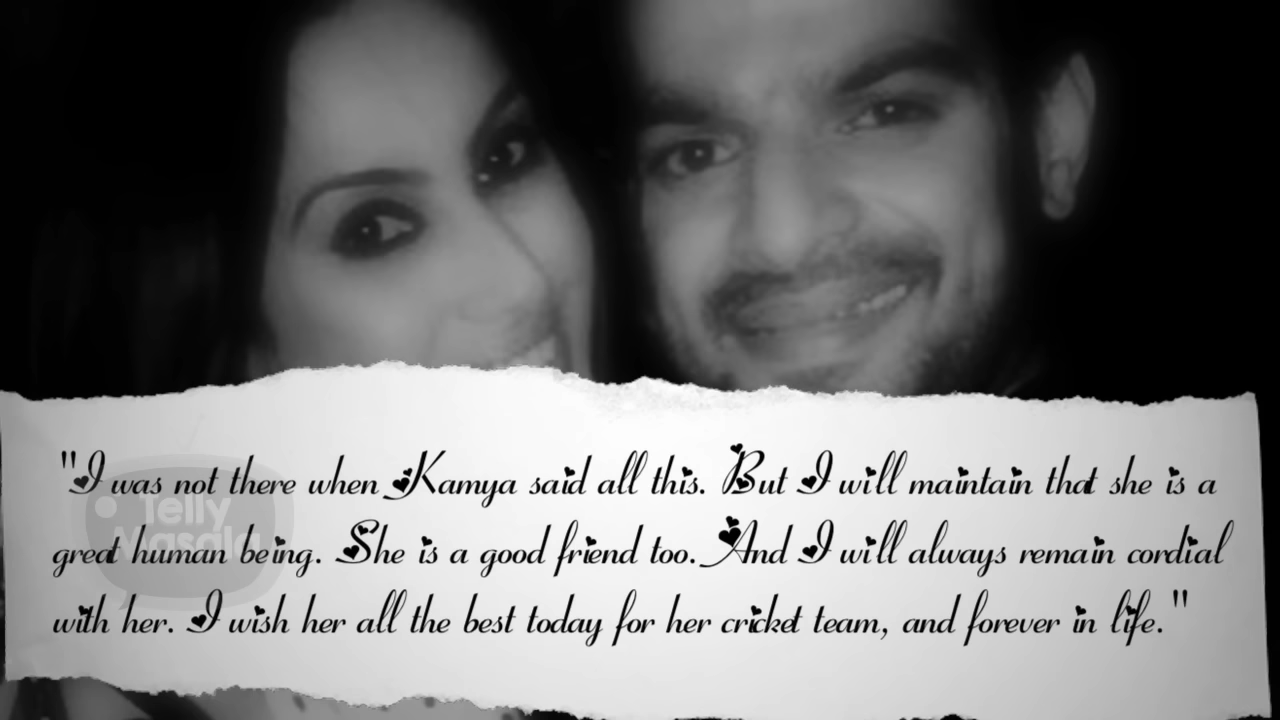 "I was not there when Kamya said all this. But I will maintain that she is a
great human being. She is a good friend too. And I will always remain cordial
with her. I wish her all the best today for her cricket team, and forever in life."
Telly
Masala